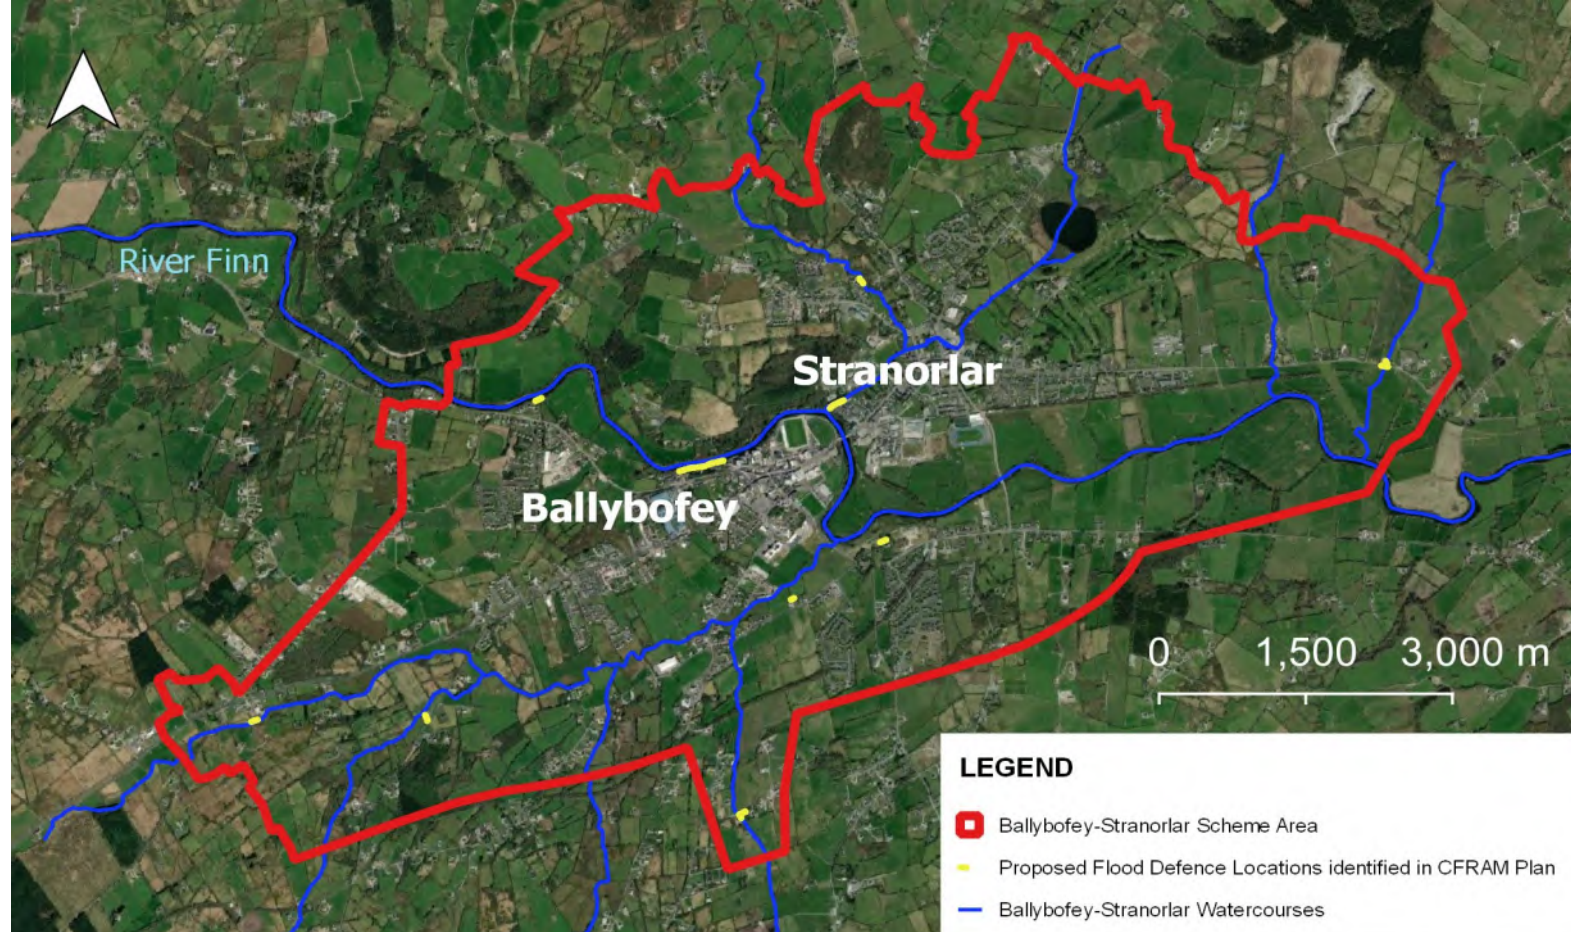 River Finn
Stranorlar
Ballybofey
0 1,500 3,000 m
LEGEND
Ballybofey-Stranorlar Scheme Area
Proposed Flood Defence Locations identified in CFRAM Plan
Ballybofey-Stranorlar Watercourses